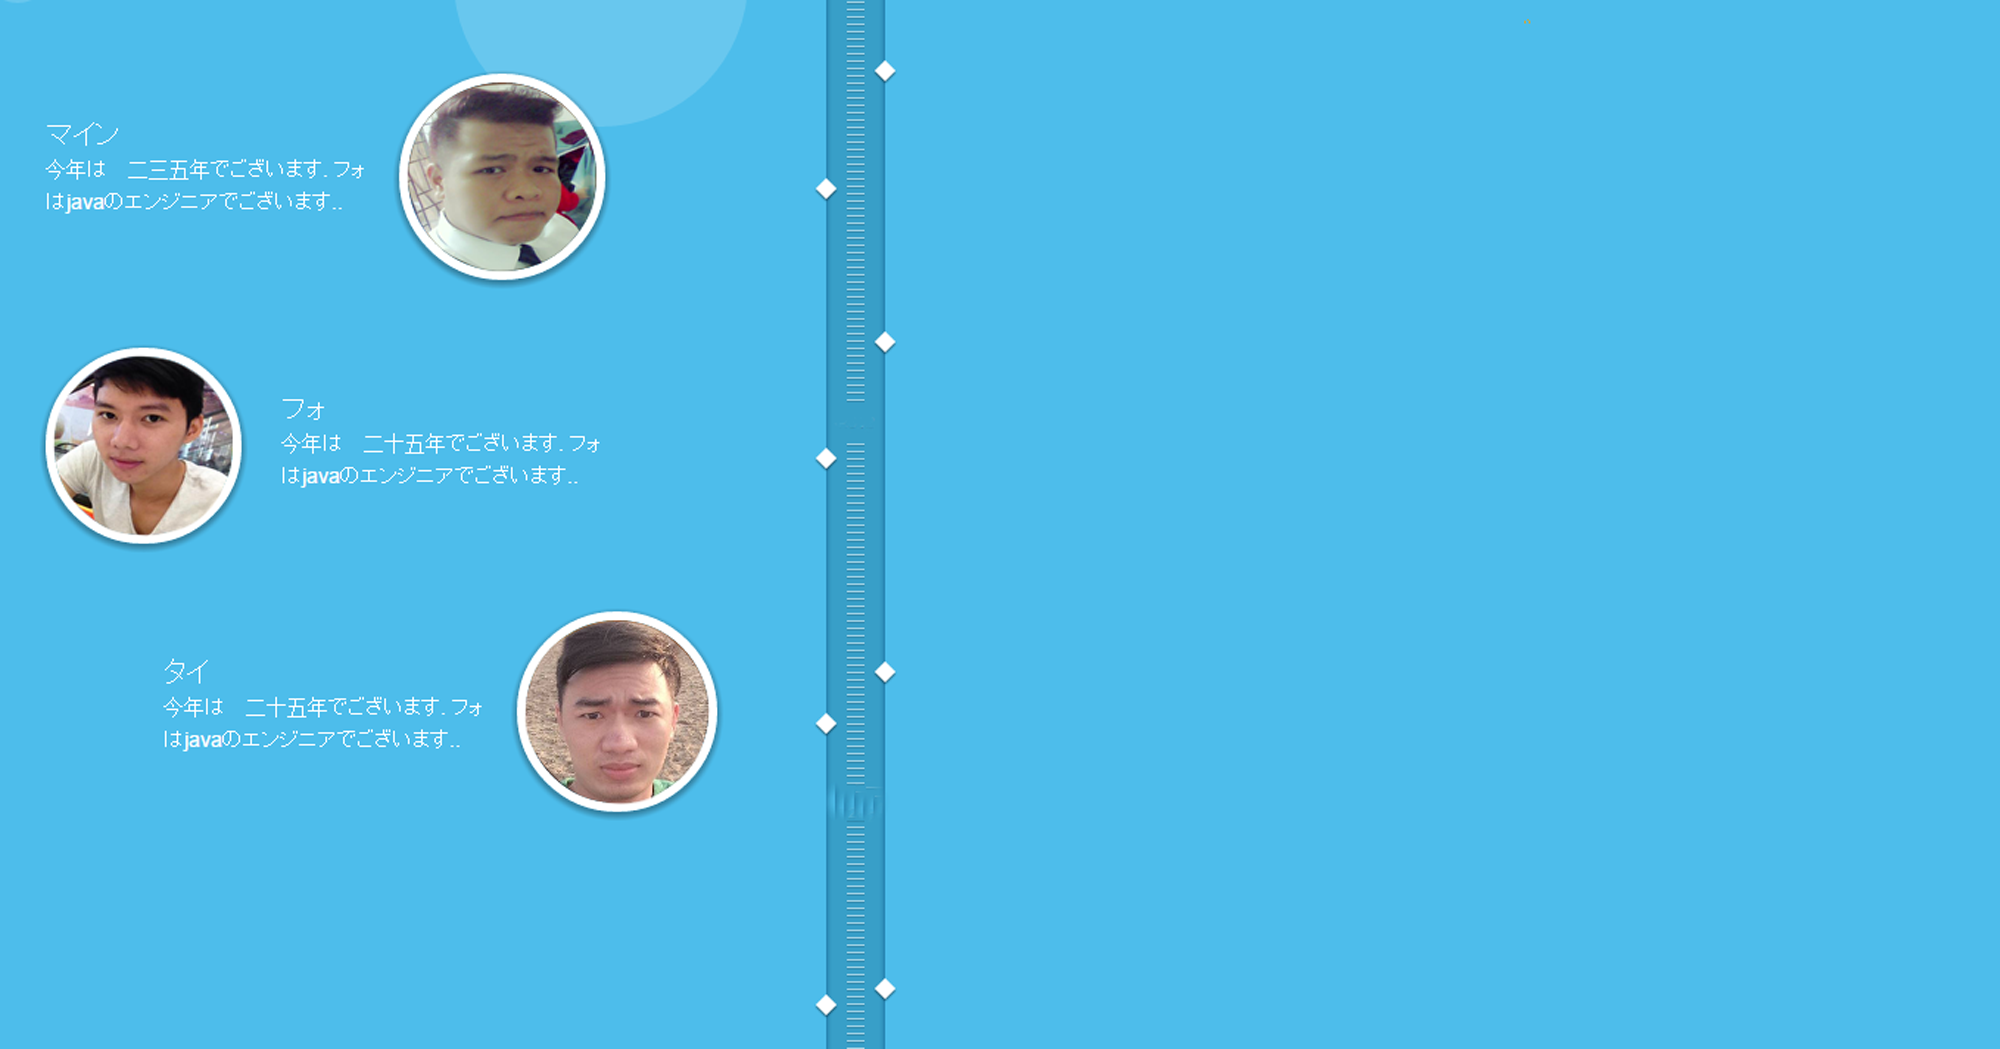 マイン
今年は　二三五年でございます. フォ
はjavaのエンジニアでございます..
フォ
今年は　二十五年でございます. フォ
はjavaのエンジニアでございます..
タイ
今年は　二十五年でございます. フォ
はjavaのエンジニアでございます..